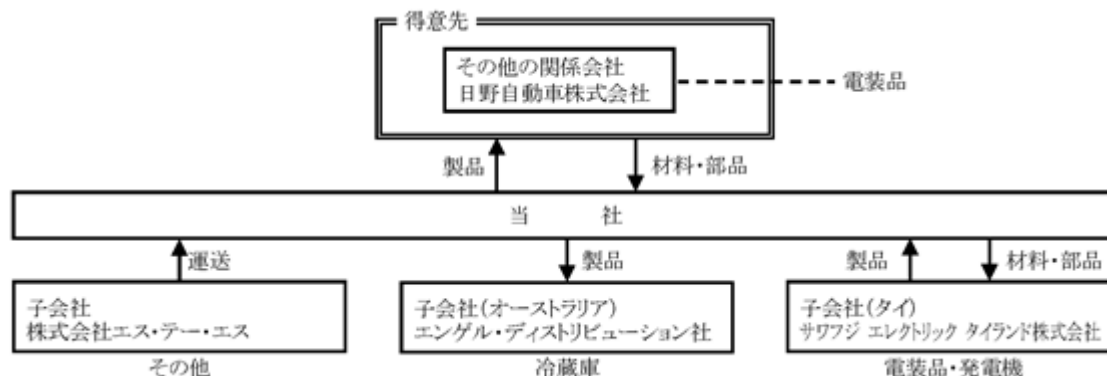 得意先
その他の関係会社
日野自動車株式会社
電装品
製品
材料・部品
当 社
運送
製品
製品
材料・部品
子会社
株式会社エス・テー・エス
子会社(オーストラリア)
エンゲル・ディストリビューション社
子会社(タイ)
サワフジ エレクトリック タイランド株式会社
その他
冷蔵庫
電装品・発電機